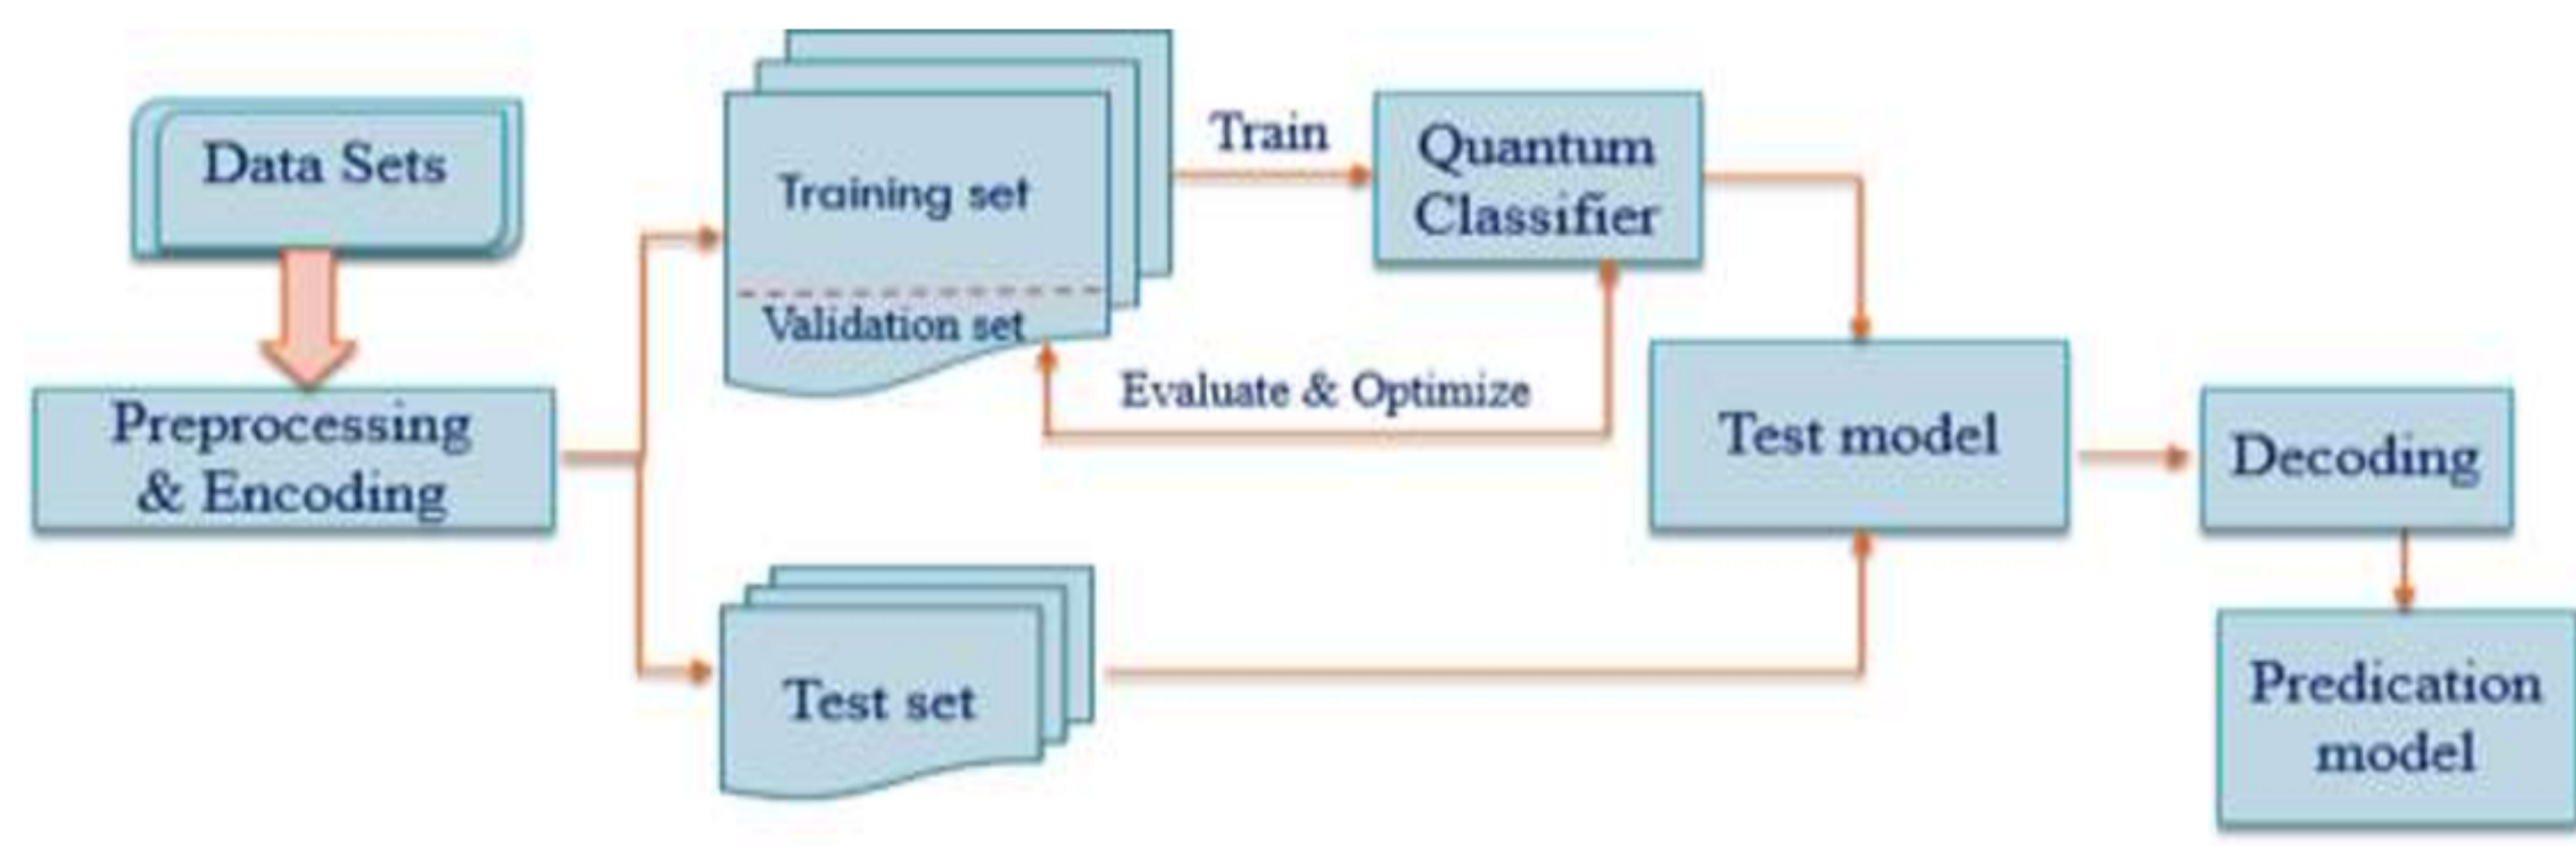 Data Sets
Preprocessing
& Encoding
Training set
Validation set
Train
Quantum
Classifier
Evaluate & Optimize
Test set
Test model
Decoding
Predication
model